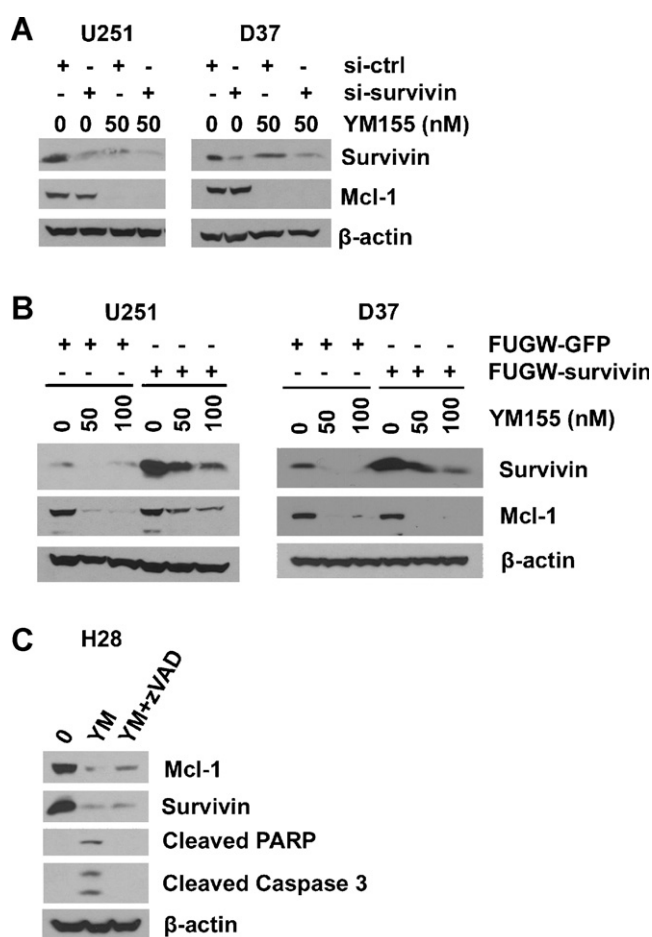 A
U251 D37
+ - + - + - + - si-ctrl
- + - + - + - + si-survivin
0 0 50 50 0 0 50 50 YM155 (nM)
Survivin
Mcl-1
β-actin
B
U251 D37
+ + + - - - + + + - - - FUGW-GFP
- - - + + + - - - + + + FUGW-survivin
0 50 100 0 50 100 0 50 100 0 50 100 YM155 (nM)
Survivin
Mcl-1
β-actin
C
H28
0 YM YM+zVAD
Mcl-1
Survivin
Cleaved PARP
Cleaved Caspase 3
β-actin